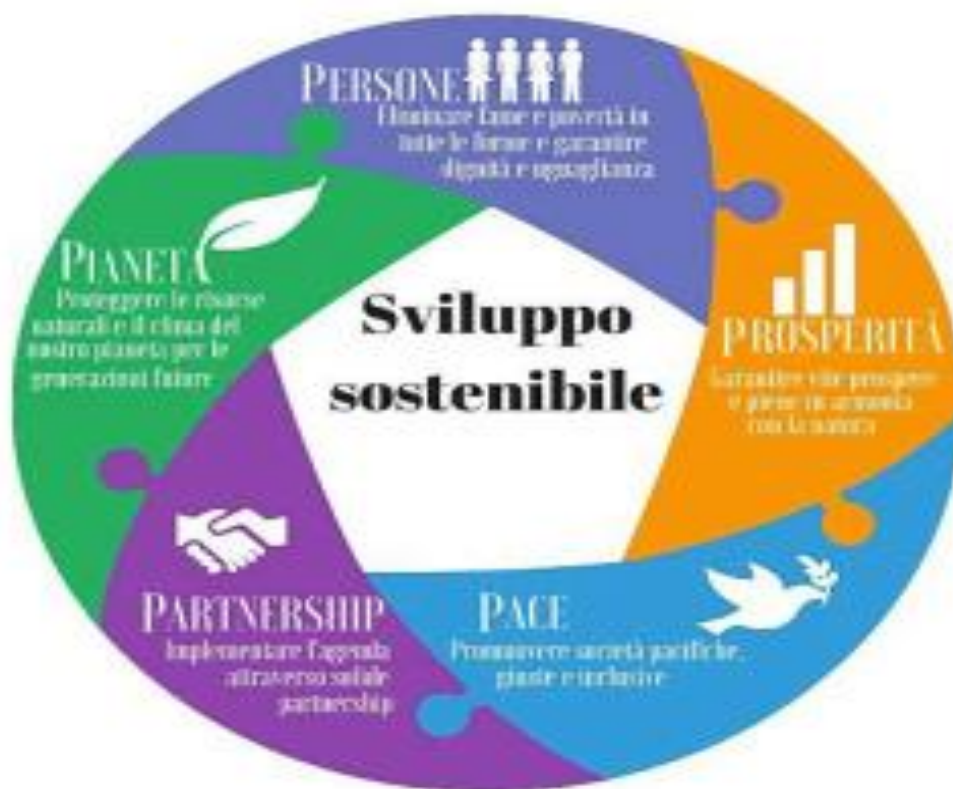 PERSONE
Eliminare fame e povertà in
tutte le forme e garantire
dignità e uguaglianza
PROSPERITÀ
Garantire vite prospere
e piene in armonia
con la natura
PACE
Promuovere società pacifiche,
giuste e inclusive
PARTNERSHIP
Implementare l'agenda
attraverso solide
partnership
PIANETA
Proteggere le risorse
naturali e il clima del
nostro pianeta per le
generazioni future
Sviluppo
sostenibile